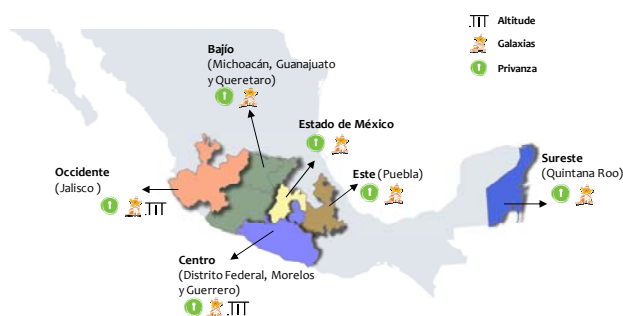 Altitude
Galaxias
Privanza
Bajío
(Michoacán, Guanajuato
y Queretaro)
Estado de México
Occidente
(Jalisco )
Este (Puebla)
Sureste
(Quintana Roo)
Centro
(Distrito Federal, Morelos
y Guerrero)